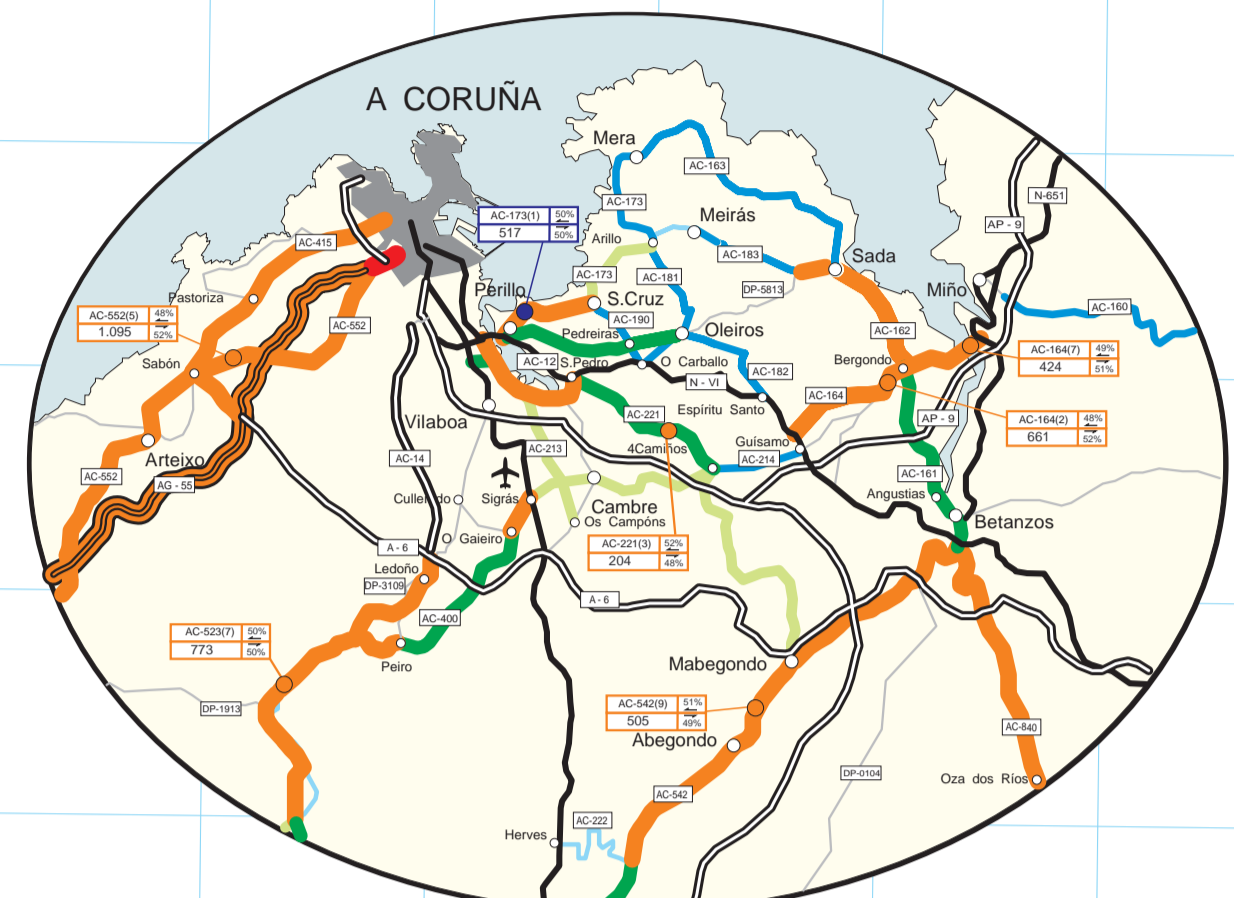 A CORUÑA
Mera
AC-163
N-651
AC-173
AC-173(1) 50%
517 50%
Meirás
AP - 9
AC-415
Arillo
AC-183
Sada
AC-173
AC-181
Miño
Pastoriza
Perillo
DP-5813
S.Cruz
AC-160
AC-552(5) 48%
1.095 52%
AC-552
AC-190
Pedreiras
Oleiros
AC-162
AC-164(7) 49%
424 51%
Sabón
AC-12
S.Pedro
O Carballo
Bergondo
N - VI
AC-182
AC-164
Espíritu Santo
AC-221
AP - 9
AC-164(2) 48%
661 52%
Vilaboa
Guísamo
4Camiños
AC-213
AC-214
Arteixo
AC-14
AC-552
AG - 55
AC-161
Angustias
Sigrás
Cambre
Os Campóns
Betanzos
O Gaieiro
A - 6
AC-221(3) 52%
204 48%
Ledoño
DP-3109
A - 6
AC-400
AC-523(7) 50%
773 50%
Peiro
Mabegondo
DP-1913
AC-542(9) 51%
505 49%
Abegondo
AC-840
DP-0104
Oza dos Ríos
AC-542
AC-222
Herves